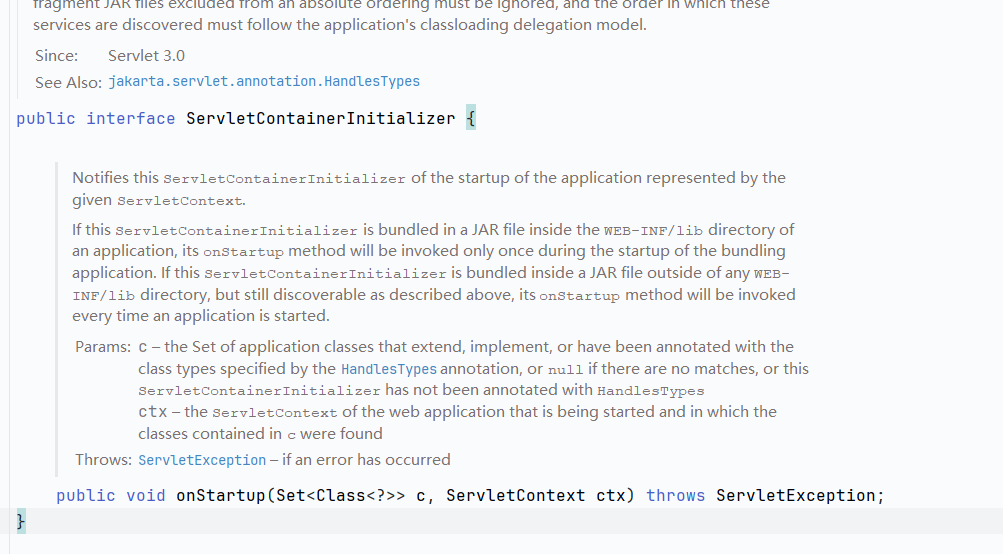 fragment JAR files excluded from an absolute ordering must be ignored, and the order in which these
services are discovered must follow the application's classloading delegation model.
Since: Servlet 3.0
See Also: jakarta.servlet.annotation.HandlesTypes
public interface ServletContainerInitializer {
Notifies this ServletContainerInitializer of the startup of the application represented by the
given ServletContext.
If this ServletContainerInitializer is bundled in a JAR file inside the WEB-INF/lib directory of
an application, its onStartup method will be invoked only once during the startup of the bundling
application. If this ServletContainerInitializer is bundled inside a JAR file outside of any WEB-
INF/lib directory, but still discoverable as described above, its onStartup method will be invoked
every time an application is started.
Params: c – the Set of application classes that extend, implement, or have been annotated with the
class types specified by the HandlesTypes annotation, or null if there are no matches, or this
ServletContainerInitializer has not been annotated with HandlesTypes
ctx – the ServletContext of the web application that is being started and in which the
classes contained in c were found
Throws: ServletException – if an error has occurred
public void onStartup(Set<Class<?>> c, ServletContext ctx) throws ServletException;
}